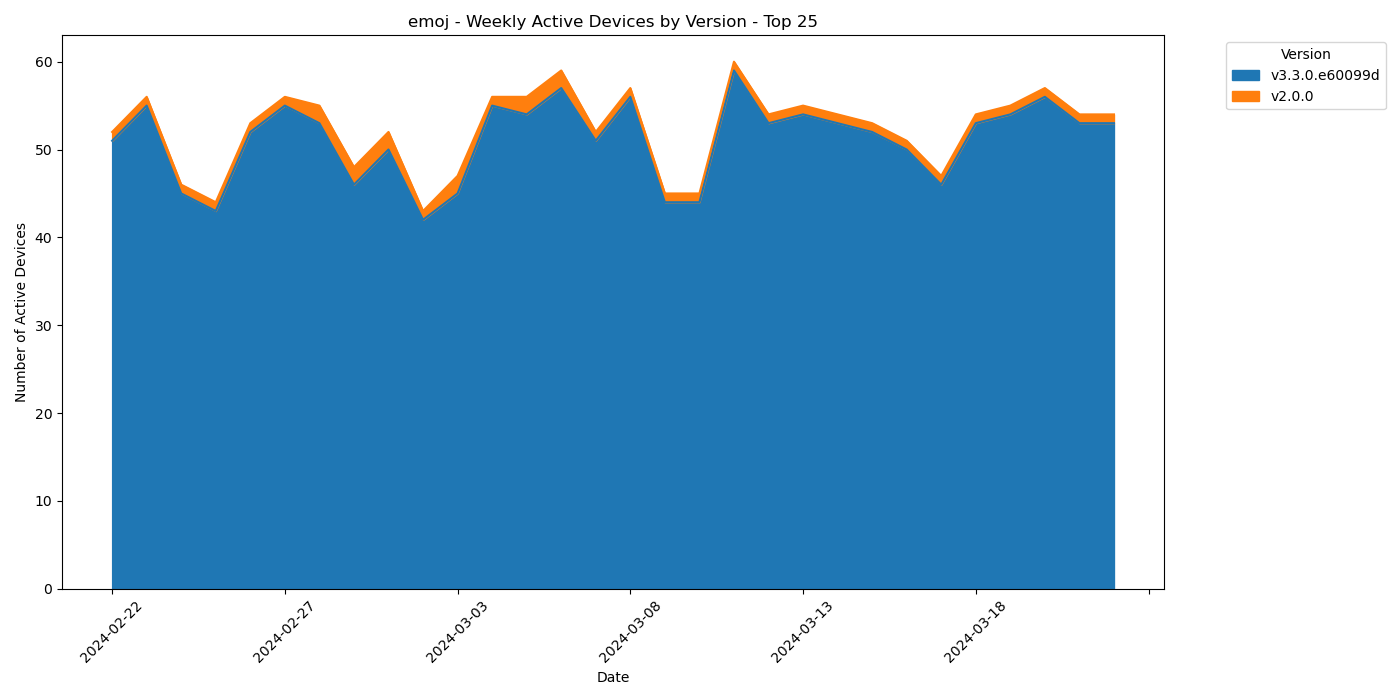 emoj - Weekly Active Devices by Version - Top 25
Version
v3.3.0.e60099d
v2.0.0
Number of Active Devices
60
50
40
30
20
10
0
2024-02-22
2024-02-27
2024-03-03
2024-03-08
2024-03-13
2024-03-18
Date